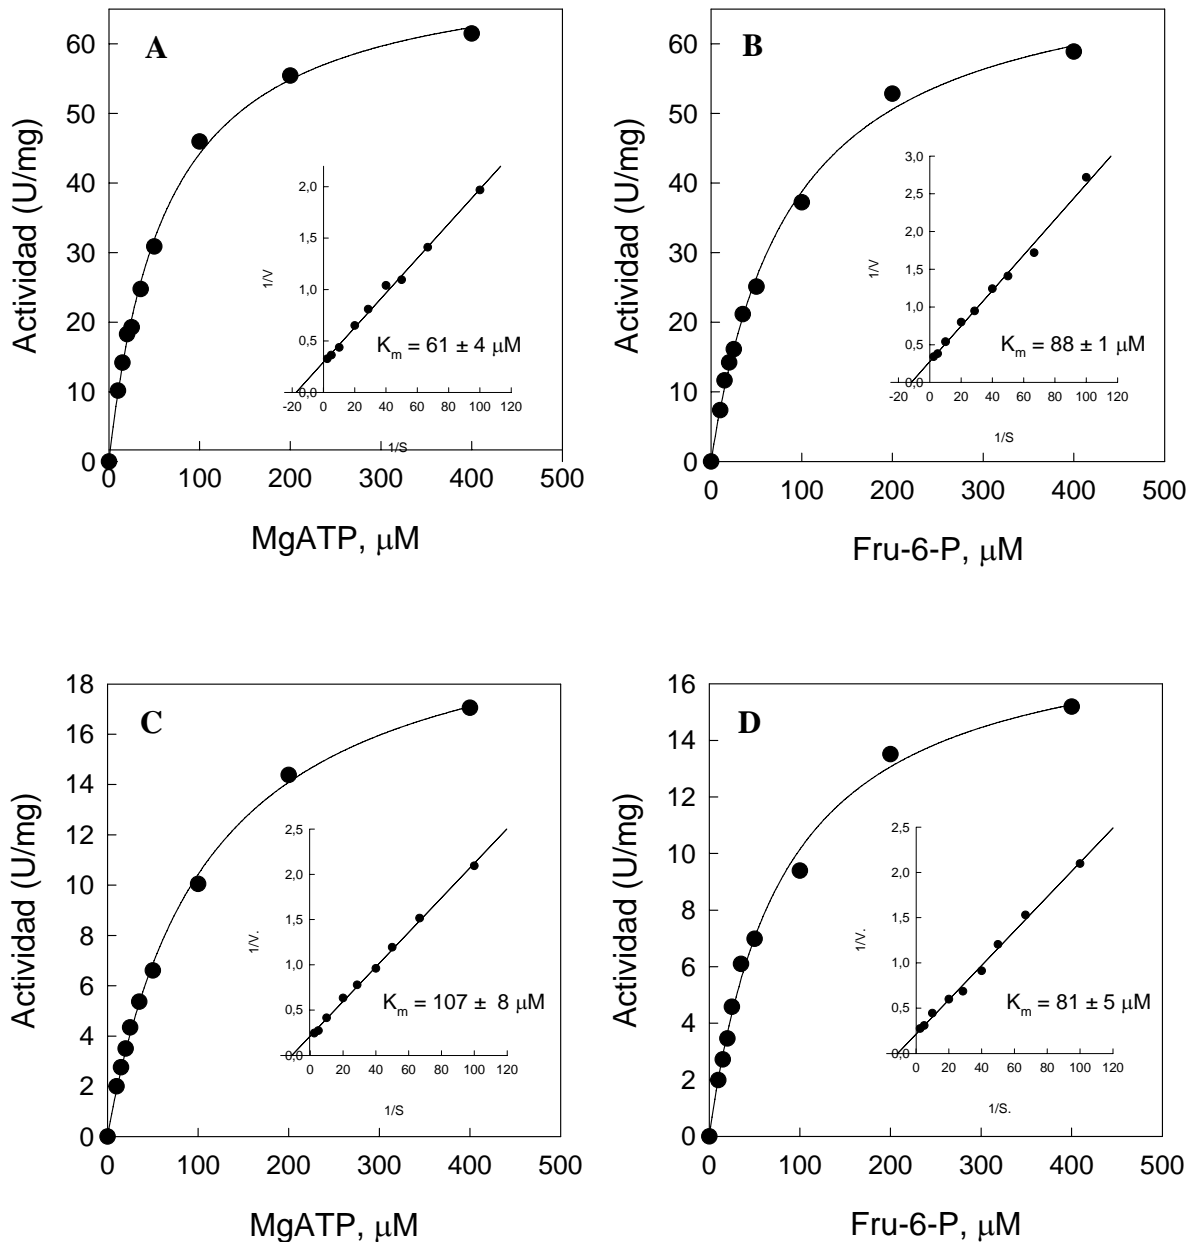 A
Actividad (U/mg)
60
50
40
30
20
10
0
0 100 200 300 400 500
MgATP, μM
1/V
2,0
1,5
1,0
0,5
0,0
-20 0 20 40 60 80 100 120
1/S
Km = 61 ± 4 μM
B
Actividad (U/mg)
60
50
40
30
20
10
0
0 100 200 300 400 500
Fru-6-P, μM
1/V
3,0
2,5
2,0
1,5
1,0
0,5
0,0
-20 0 20 40 60 80 100 120
1/S
Km = 88 ± 1 μM
C
Actividad (U/mg)
18
16
14
12
10
8
6
4
2
0
0 100 200 300 400 500
MgATP, μM
1/V.
2,5
2,0
1,5
1,0
0,5
0,0
0 20 40 60 80 100 120
1/S
Km = 107 ± 8 μM
D
Actividad (U/mg)
16
14
12
10
8
6
4
2
0
0 100 200 300 400 500
Fru-6-P, μM
1/V.
2,5
2,0
1,5
1,0
0,5
0,0
0 20 40 60 80 100 120
1/S.
Km = 81 ± 5 μM